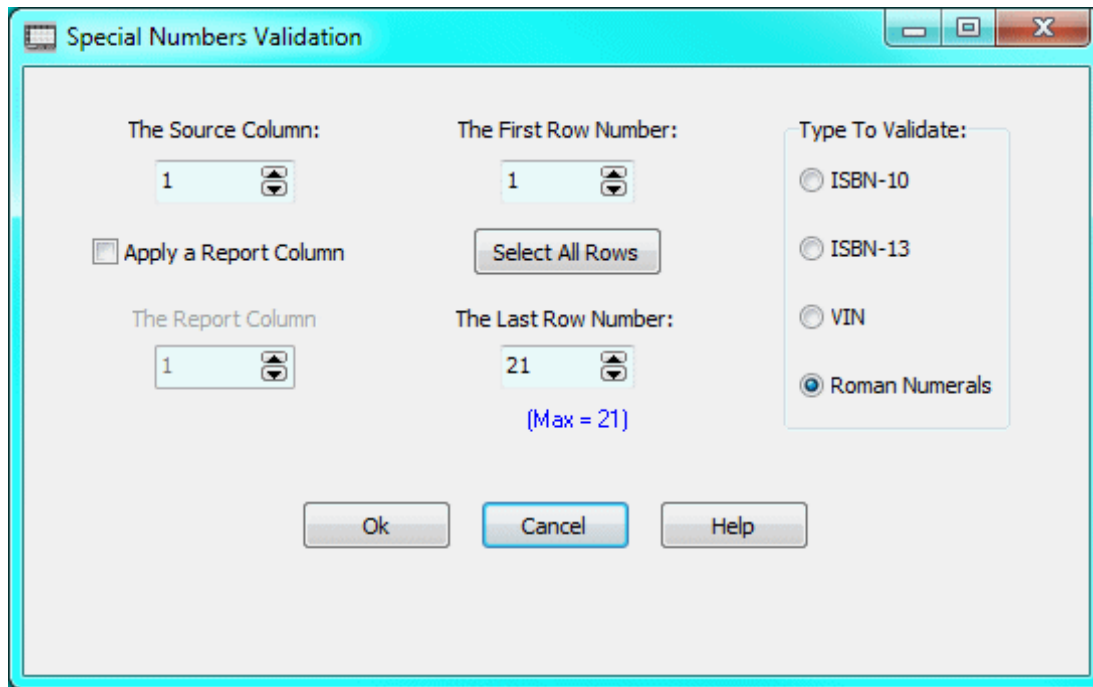 Special Numbers Validation
The Source Column:
The First Row Number:
Type To Validate:
1
1
ISBN-10
Apply a Report Column
Select All Rows
ISBN-13
The Report Column
The Last Row Number:
VIN
1
21
Roman Numerals
(Max = 21)
Ok
Cancel
Help